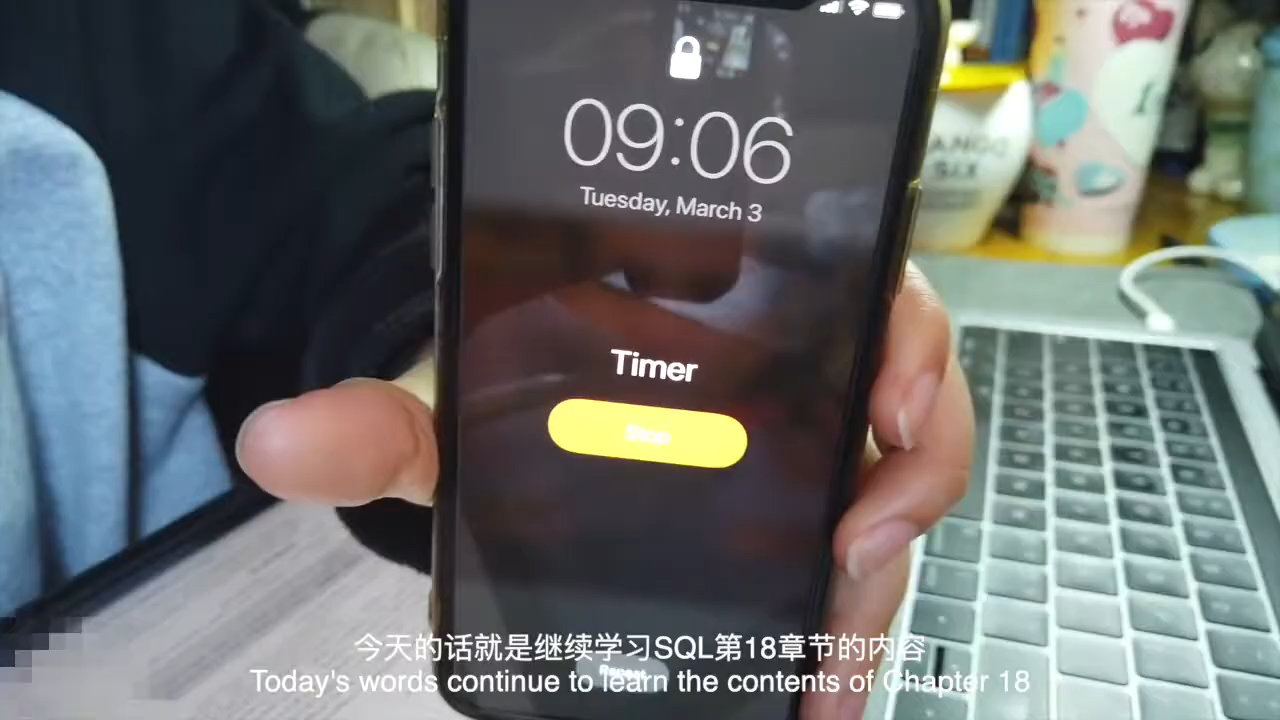 09:06
Tuesday, March 3
Timer
Stop
今天的话就是继续学习SQL第18章节的内容
Today's words continue to learn the contents of Chapter 18